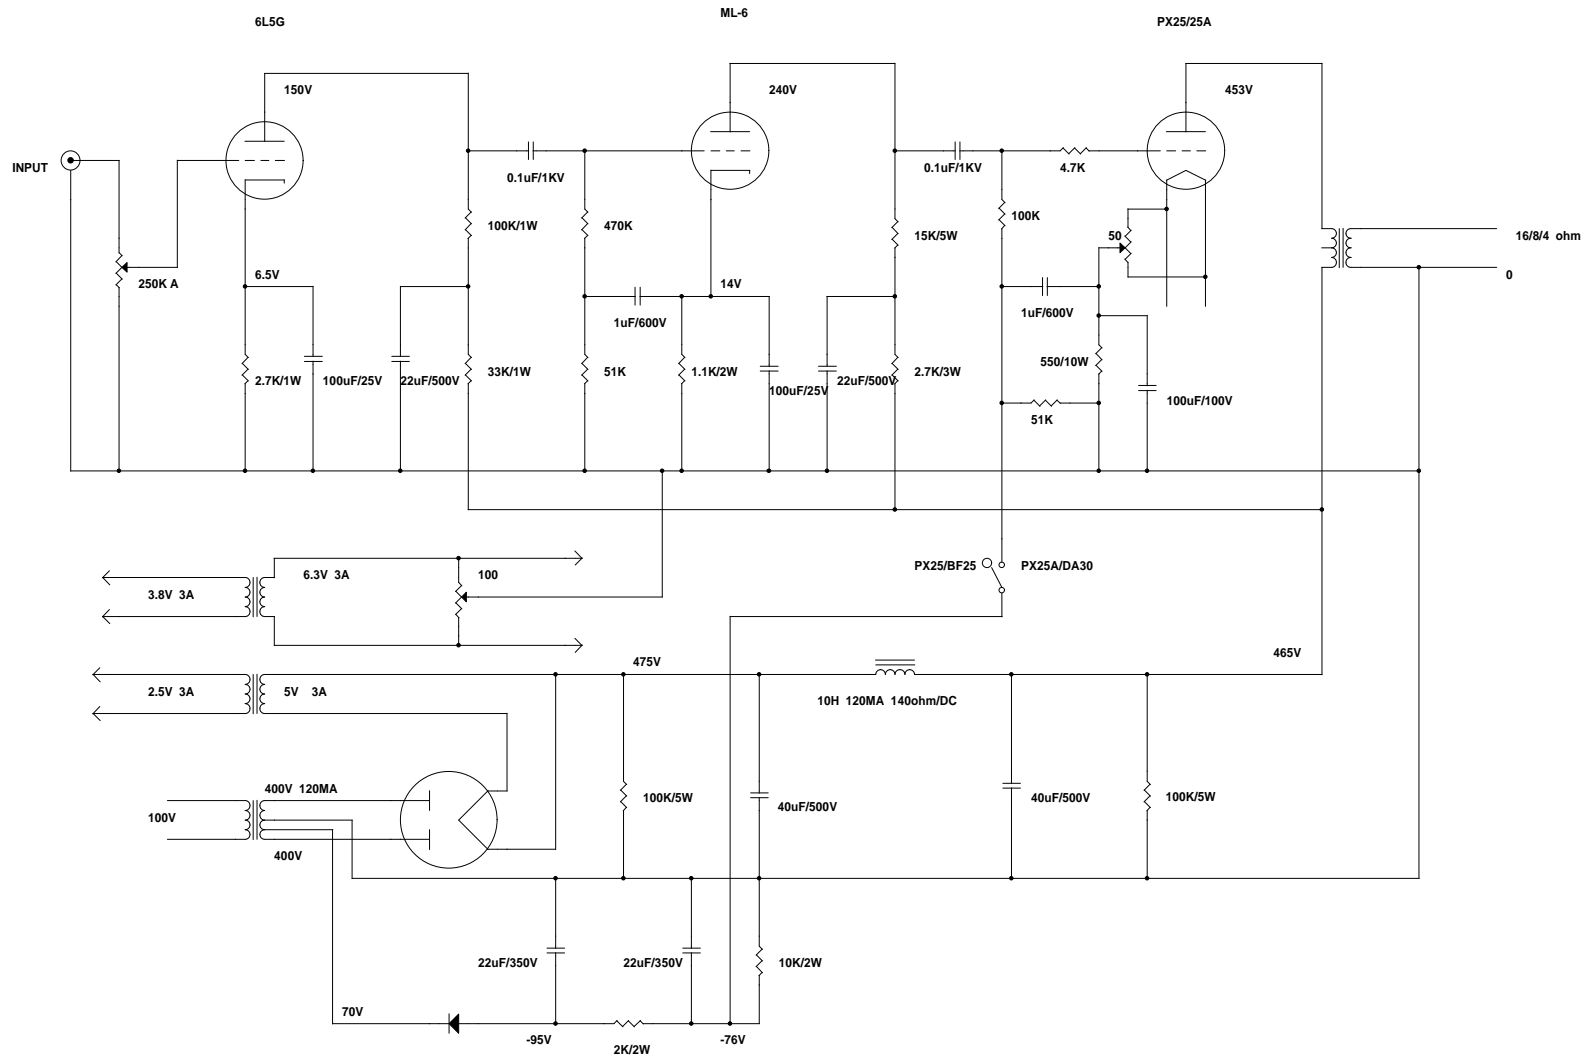 6L5G
ML-6
PX25/25A
150V
240V
453V
INPUT
0.1uF/1KV
0.1uF/1KV
4.7K
100K/1W
470K
15K/5W
100K
50
16/8/4 ohm
250K A
6.5V
14V
0
1uF/600V
1uF/600V
2.7K/1W
100uF/25V
22uF/500V
33K/1W
51K
1.1K/2W
100uF/25V
22uF/500V
2.7K/3W
550/10W
100uF/100V
51K
6.3V 3A
100
PX25/BF25
PX25A/DA30
3.8V 3A
475V
465V
2.5V 3A
5V 3A
10H 120MA 140ohm/DC
400V 120MA
100V
100K/5W
40uF/500V
40uF/500V
100K/5W
400V
22uF/350V
22uF/350V
10K/2W
70V
-95V
-76V
2K/2W